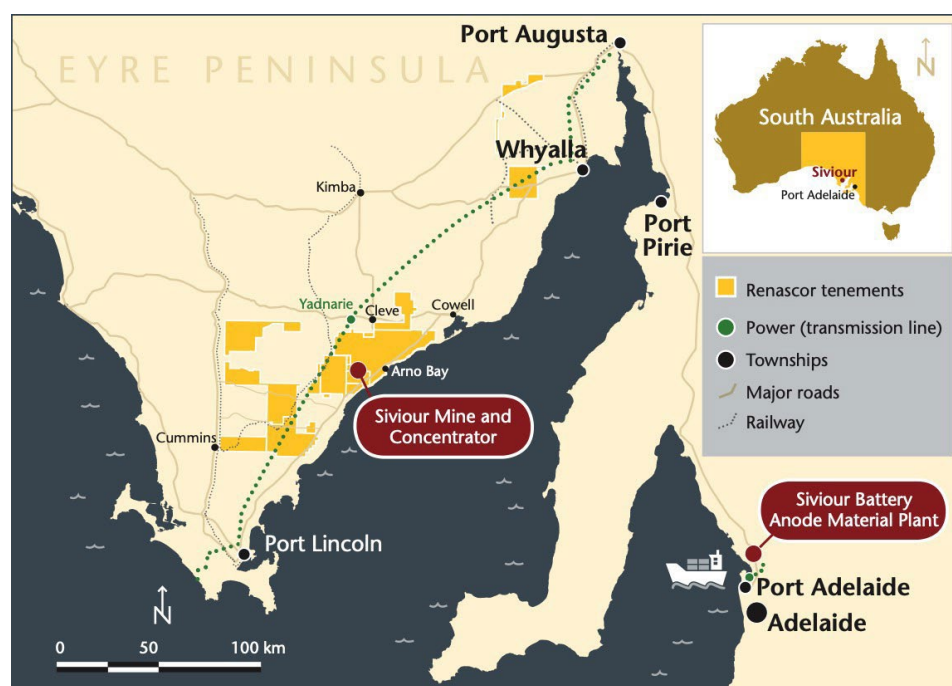 EYRE PENINSULA
Port Augusta
Whyalla
Kimba
Port
Pirie
Yadnarie
Cleve
Cowell
Arno Bay
Siviour Mine and
Concentrator
Cummins
Port Lincoln
N
0 50 100 km
N
South Australia
Siviour
Port Adelaide
Renascor tenements
Power (transmission line)
Townships
Major roads
Railway
Siviour Battery
Anode Material Plant
Port Adelaide
Adelaide